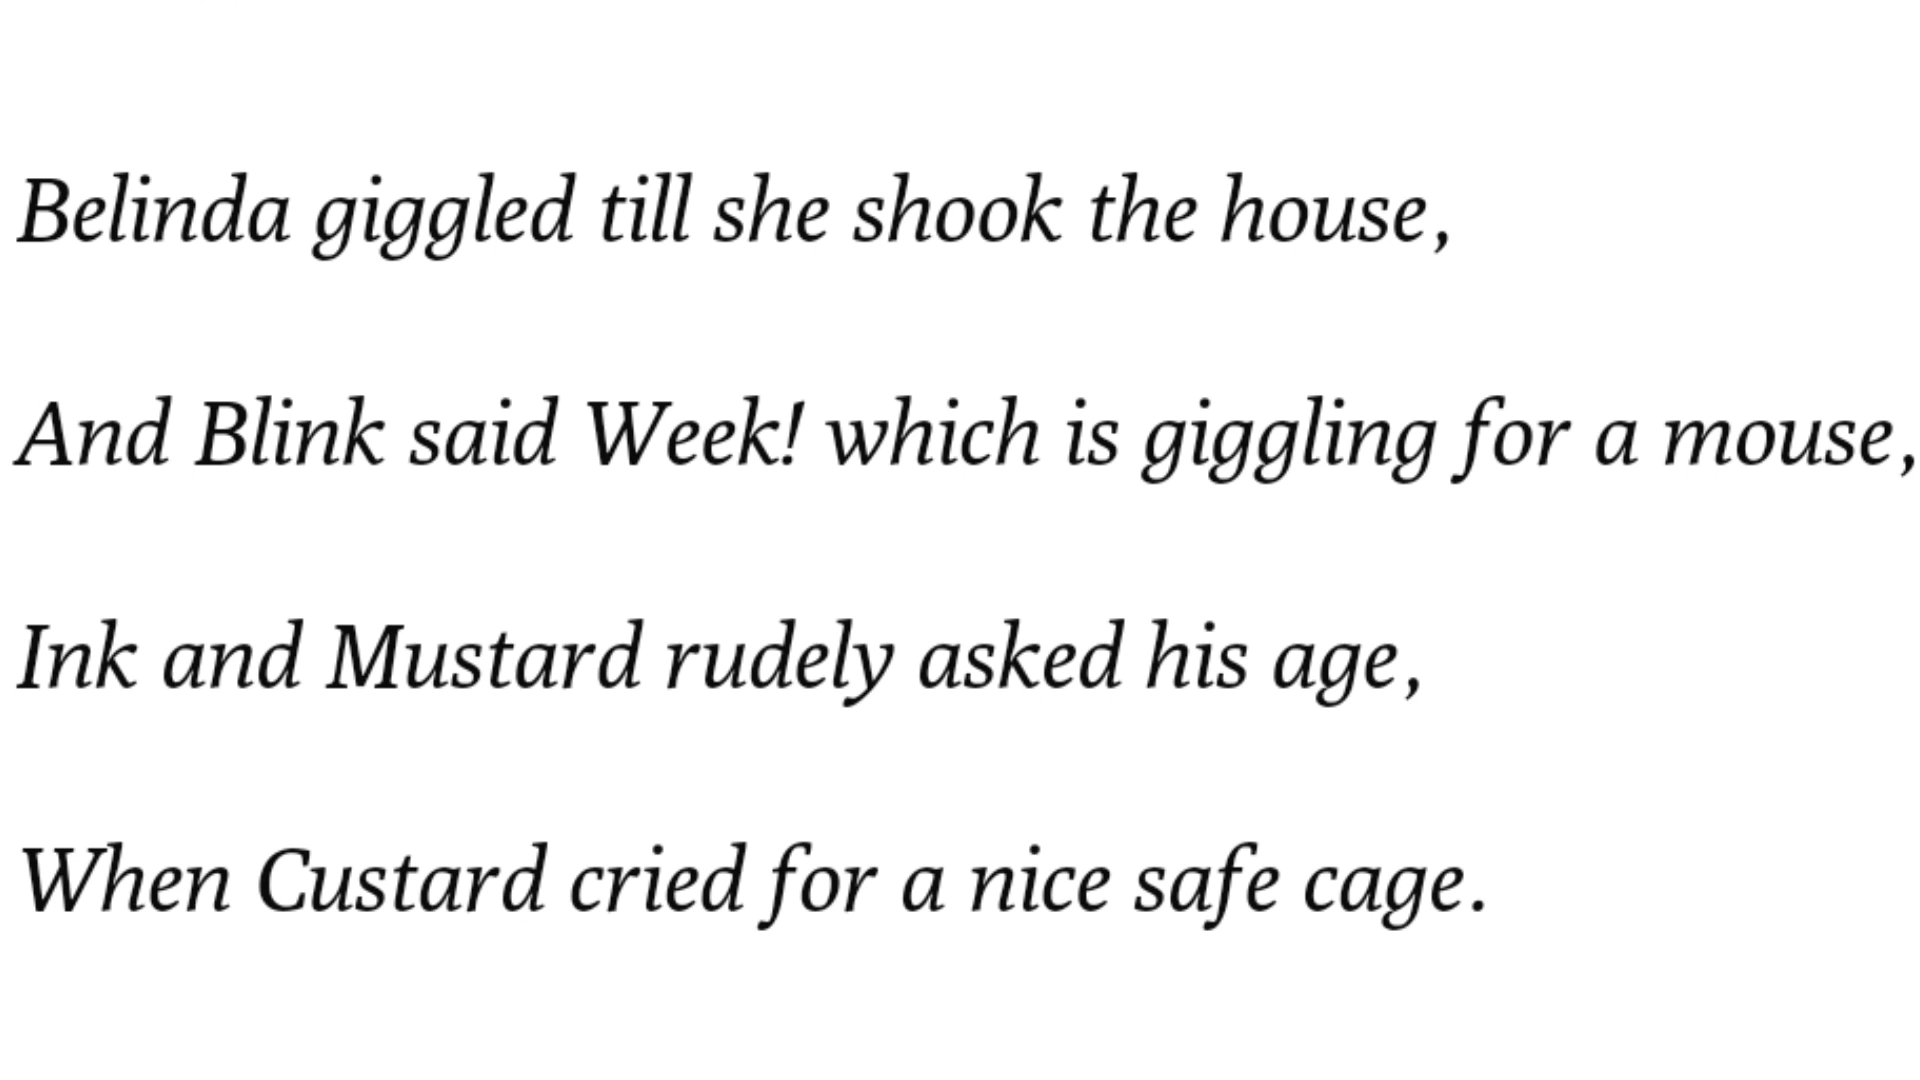 Belinda giggled till she shook the house,
And Blink said Week! which is giggling for a mouse,
Ink and Mustard rudely asked his age,
When Custard cried for a nice safe cage.